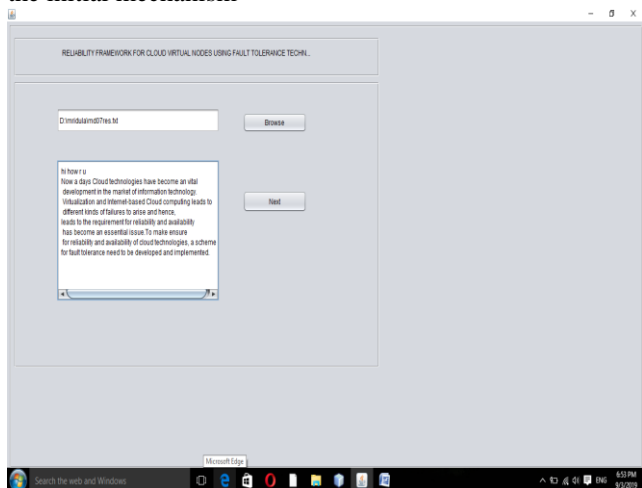 the initial mechanism
RELIABILITY FRAMEWORK FOR CLOUD VIRTUAL NODES USING FAULT TOLERANCE TECHN...
D:\mridula\md07res.txt
Browse
hi how r u
Now a days Cloud technologies have become an vital
development in the market of information technology.
Virtualization and Internet-based Cloud computing leads to
different kinds of failures to arise and hence,
leads to the requirement for reliability and availability
has become an essential issue.To make ensure
for reliability and availability of cloud technologies, a scheme
for fault tolerance need to be developed and implemented.
Next
Microsoft Edge
Search the web and Windows
ENG
6:53 PM
9/3/2019